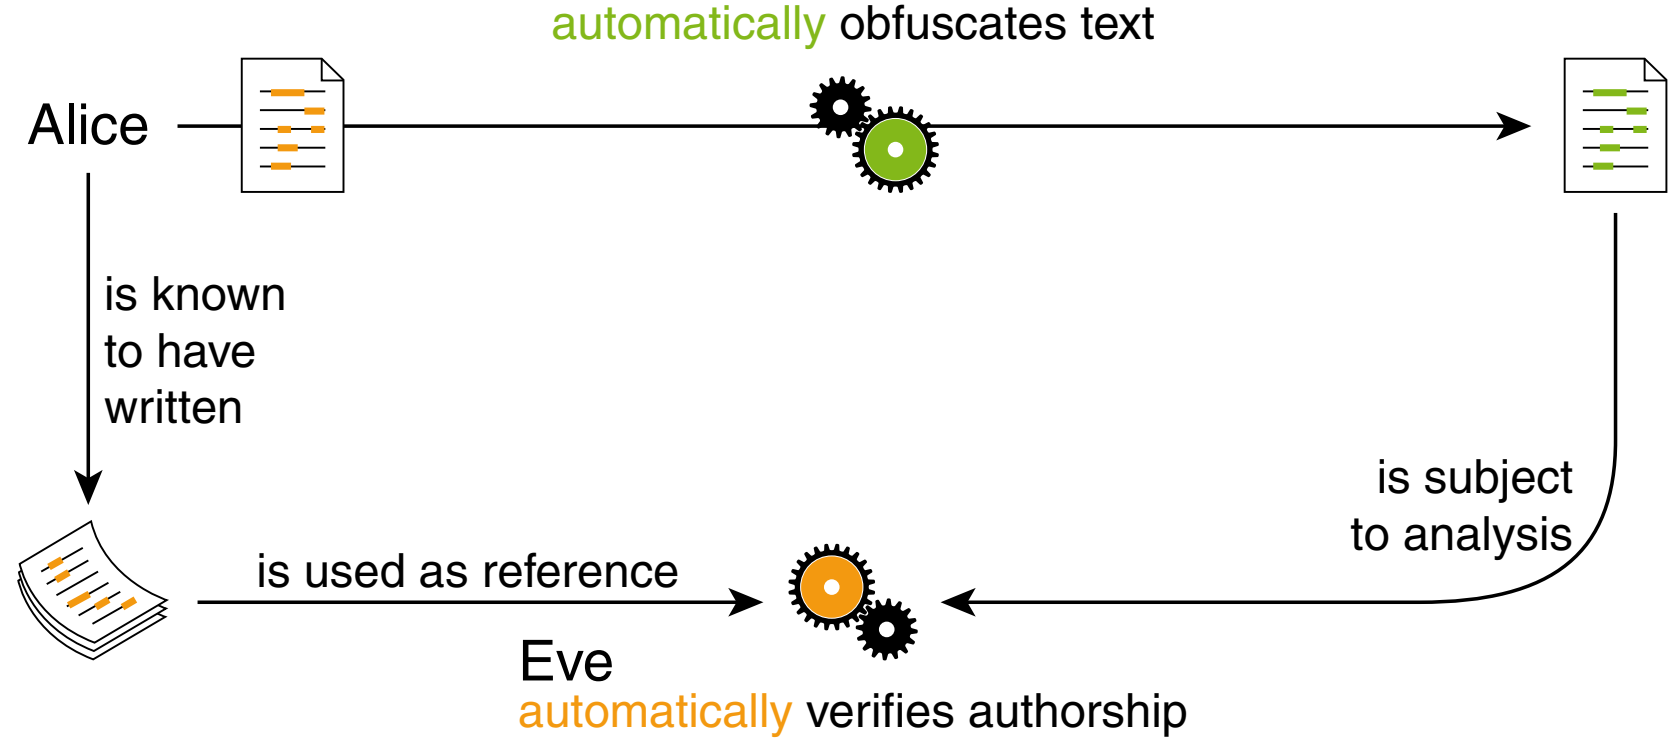 automatically obfuscates text
Alice
is known
to have
written
is subject
to analysis
is used as reference
Eve
automatically verifies authorship